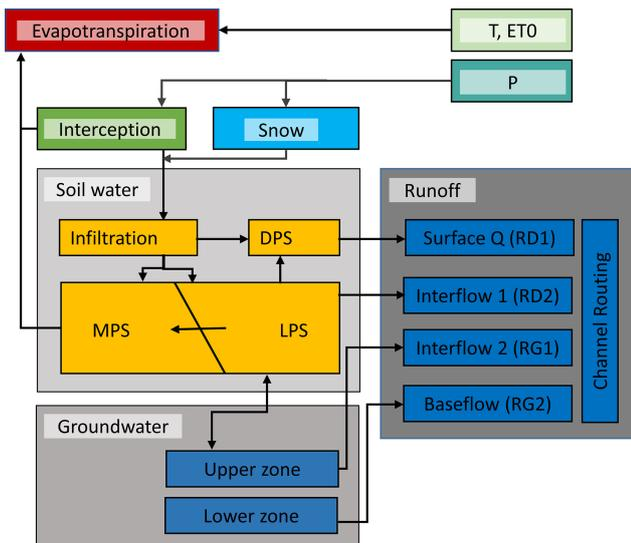 Evapotranspiration
T, ET0
P
Interception
Snow
Soil water
Runoff
Infiltration
DPS
Surface Q (RD1)
Interflow 1 (RD2)
MPS
LPS
Interflow 2 (RG1)
Channel Routing
Baseflow (RG2)
Groundwater
Upper zone
Lower zone